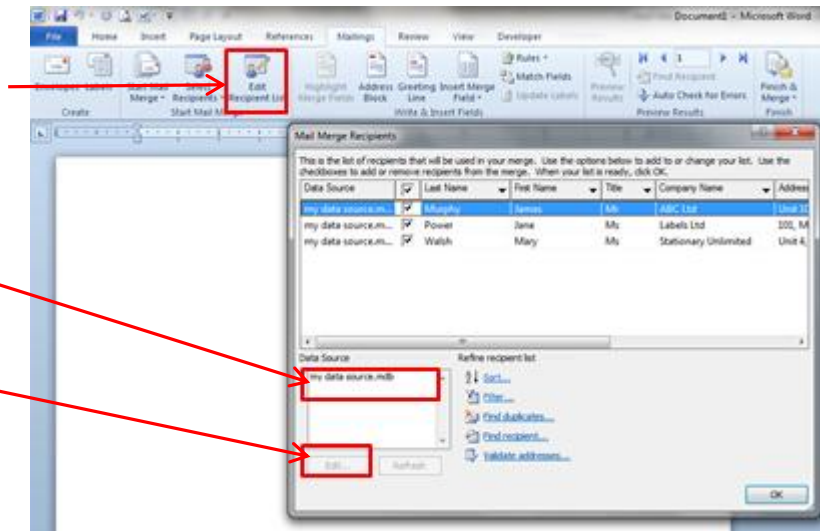 Document1 - Microsoft Word
File Home Insert Page Layout References Mailings Review View Developer
Envelopes Labels Start Mail Merge Select Recipients Edit Recipient List Highlight Merge Fields Address Block Greeting Line Insert Merge Field Rules Match Fields Update Labels Preview Results 1 Find Recipient Auto Check for Errors Finish & Merge
Create Start Mail Merge Write & Insert Fields Preview Results Finish
Mail Merge Recipients
This is the list of recipients that will be used in your merge. Use the options below to add to or change your list. Use the
checkboxes to add or remove recipients from the merge. When your list is ready, click OK.
Data Source Last Name First Name Title Company Name Address
my data source.m... Murphy James Mr ABC Ltd Unit 10
my data source.m... Power Jane Ms Labels Ltd 100, M
my data source.m... Walsh Mary Ms Stationary Unlimited Unit 4,
Data Source Refine recipient list
my data source.mdb Sort...
Filter...
Find duplicates...
Find recipient...
Edit... Refresh Validate addresses...
OK